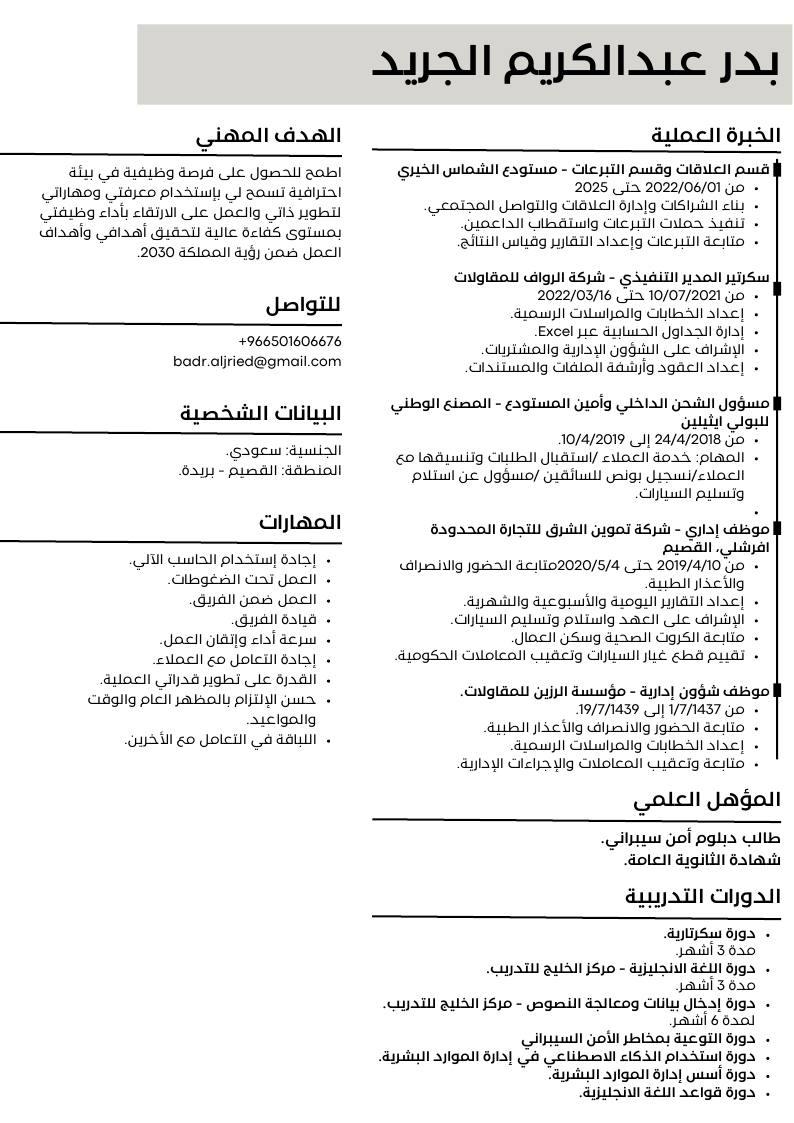 بدر عبدالكريم الجريد
الخبرة العملية
قسم العلاقات وقسم التبرعات - مستودع الشماس الخيري
• من 2022/06/01 حتى 2025
• بناء الشراكات وإدارة العلاقات والتواصل المجتمعي.
• تنفيذ حملات التبرعات واستقطاب الداعمين.
• متابعة التبرعات وإعداد التقارير وقياس النتائج.
سكرتير المدير التنفيذي - شركة الرواف للمقاولات
• من 10/07/2021 حتى 2022/03/16
• إعداد الخطابات والمراسلات الرسمية.
• إدارة الجداول الحسابية عبر Excel.
• الإشراف على الشؤون الإدارية والمشتريات.
• إعداد العقود وأرشفة الملفات والمستندات.
مسؤول الشحن الداخلي وأمين المستودع - المصنع الوطني
للبولي ايثيلين
• من 24/4/2018 إلى 10/4/2019.
• المهام: خدمة العملاء /استقبال الطلبات وتنسيقها مع
العملاء/نسجيل بونص للسائقين /مسؤول عن استلام
وتسليم السيارات.
•
موظف إداري - شركة تموين الشرق للتجارة المحدودة
افرشلي، القصيم
• من 2019/4/10 حتى 2020/5/4متابعة الحضور والانصراف
والأعذار الطبية.
• إعداد التقارير اليومية والأسبوعية والشهرية.
• الإشراف على العهد واستلام وتسليم السيارات.
• متابعة الكروت الصحية وسكن العمال.
• تقييم قطع غيار السيارات وتعقيب المعاملات الحكومية.
موظف شؤون إدارية - مؤسسة الرزين للمقاولات.
• من 1/7/1437 إلى 19/7/1439.
• متابعة الحضور والانصراف والأعذار الطبية.
• إعداد الخطابات والمراسلات الرسمية.
• متابعة وتعقيب المعاملات والإجراءات الإدارية.
المؤهل العلمي
طالب دبلوم أمن سيبراني.
شهادة الثانوية العامة.
الدورات التدريبية
• دورة سكرتارية.
مدة 3 أشهر.
• دورة اللغة الانجليزية - مركز الخليج للتدريب.
مدة 3 أشهر.
• دورة إدخال بيانات ومعالجة النصوص - مركز الخليج للتدريب.
لمدة 6 أشهر.
• دورة التوعية بمخاطر الأمن السيبراني
• دورة استخدام الذكاء الاصطناعي في إدارة الموارد البشرية.
• دورة أسس إدارة الموارد البشرية.
• دورة قواعد اللغة الانجليزية.
الهدف المهني
اطمح للحصول على فرصة وظيفية في بيئة
احترافية تسمح لي بإستخدام معرفتي ومهاراتي
لتطوير ذاتي والعمل على الارتقاء بأداء وظيفتي
بمستوى كفاءة عالية لتحقيق أهدافي وأهداف
العمل ضمن رؤية المملكة 2030.
للتواصل
+966501606676
badr.aljried@gmail.com
البيانات الشخصية
الجنسية: سعودي.
المنطقة: القصيم - بريدة.
المهارات
• إجادة إستخدام الحاسب الآلي.
• العمل تحت الضغوطات.
• العمل ضمن الفريق.
• قيادة الفريق.
• سرعة أداء وإتقان العمل.
• إجادة التعامل مع العملاء.
• القدرة على تطوير قدراتي العملية.
• حسن الإلتزام بالمظهر العام والوقت
والمواعيد.
• اللباقة في التعامل مع الأخرين.